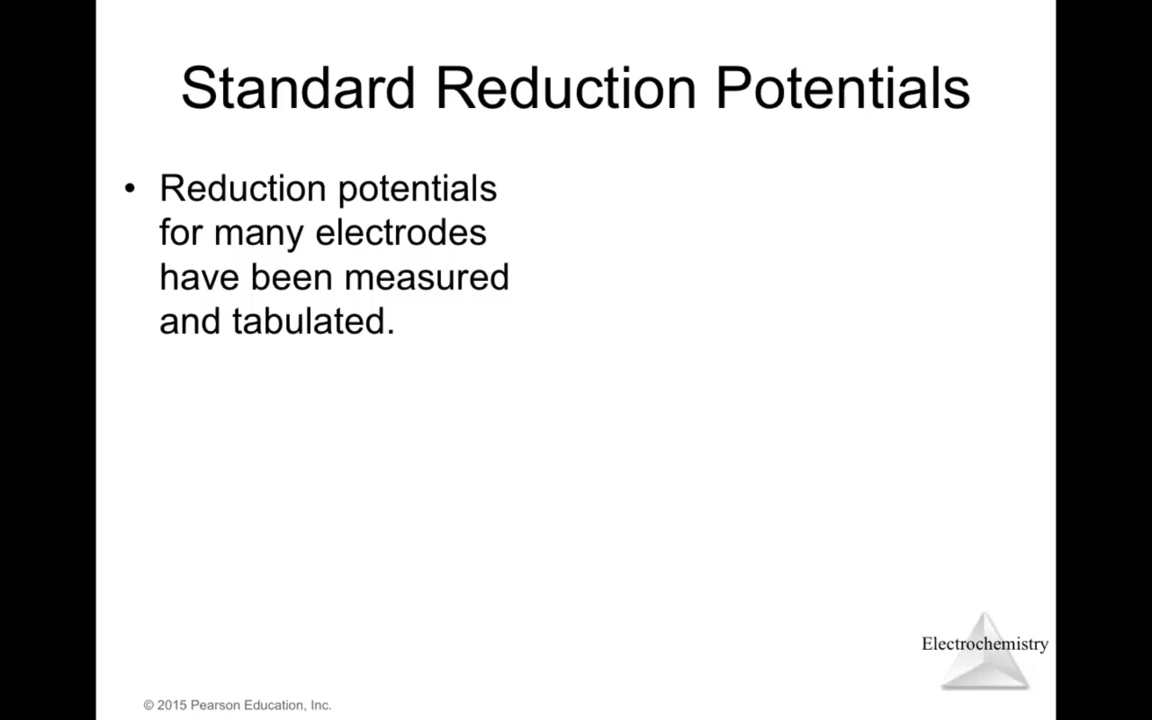 Standard Reduction Potentials
• Reduction potentials
for many electrodes
have been measured
and tabulated.
Electrochemistry
© 2015 Pearson Education, Inc.